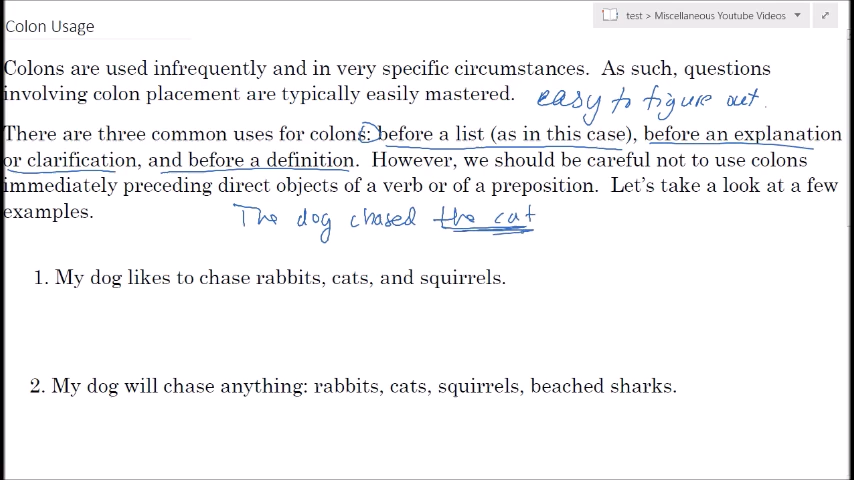 Colon Usage
test > Miscellaneous Youtube Videos
Colons are used infrequently and in very specific circumstances. As such, questions
involving colon placement are typically easily mastered. easy to figure out.
There are three common uses for colons: before a list (as in this case), before an explanation
or clarification, and before a definition. However, we should be careful not to use colons
immediately preceding direct objects of a verb or of a preposition. Let's take a look at a few
examples.
The dog chased the cat
1. My dog likes to chase rabbits, cats, and squirrels.
2. My dog will chase anything: rabbits, cats, squirrels, beached sharks.